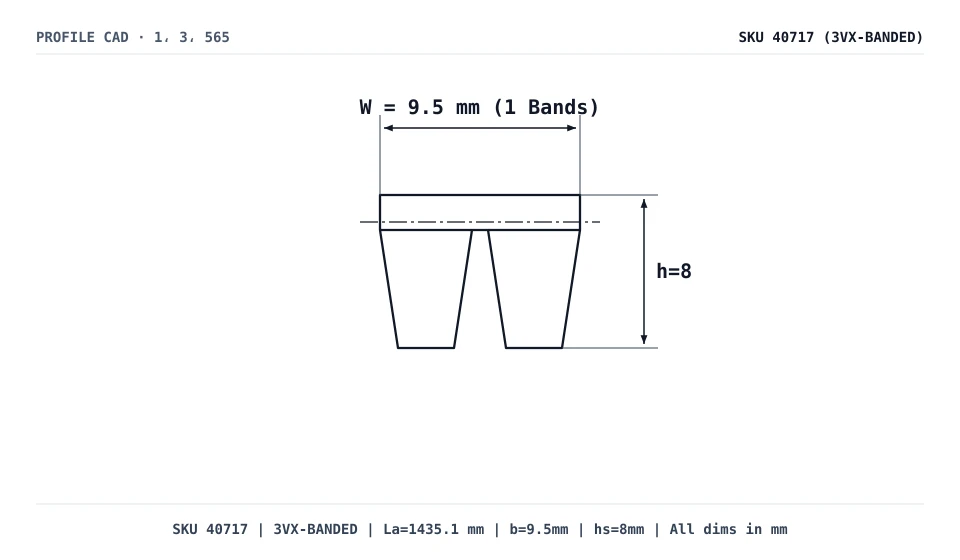 PROFILE CAD · 1، 3، 565
SKU 40717 (3VX-BANDED)
W = 9.5 mm (1 Bands)
h=8
SKU 40717 | 3VX-BANDED | La=1435.1 mm | b=9.5mm | hs=8mm | All dims in mm